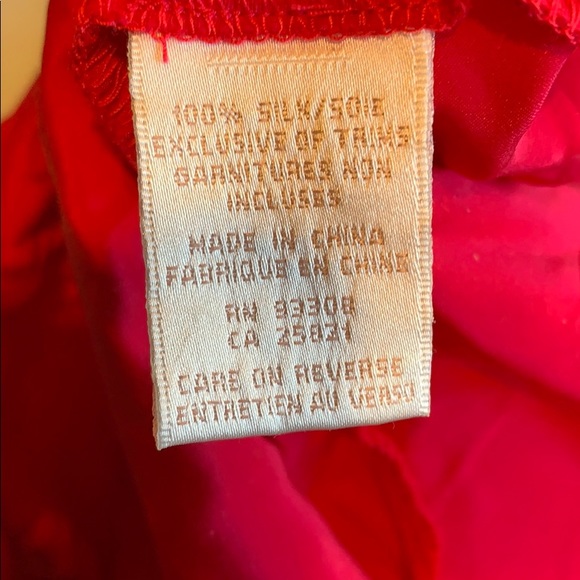 100% SILK/SOIE
EXCLUSIVE OF TRIMS
GARNITURES NON
INCLUSES
MADE IN CHINA
FABRIQUE EN CHINE
RN 93308
CA 25821
CARE ON REVERSE
ENTRETIEN AU VERSO